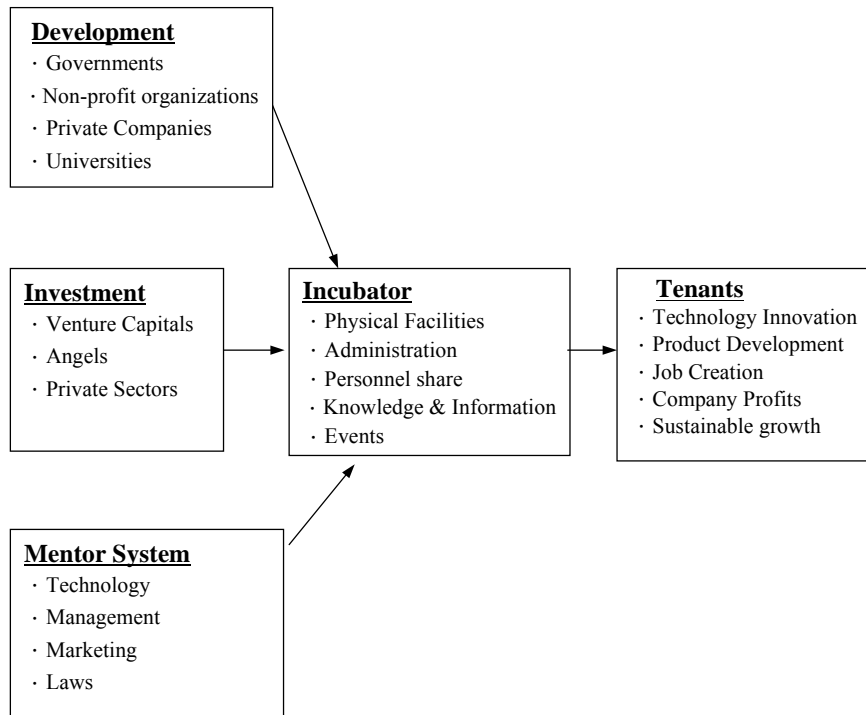 Development
· Governments
· Non-profit organizations
· Private Companies
· Universities
Investment
· Venture Capitals
· Angels
· Private Sectors
Incubator
· Physical Facilities
· Administration
· Personnel share
· Knowledge & Information
· Events
Tenants
· Technology Innovation
· Product Development
· Job Creation
· Company Profits
· Sustainable growth
Mentor System
· Technology
· Management
· Marketing
· Laws